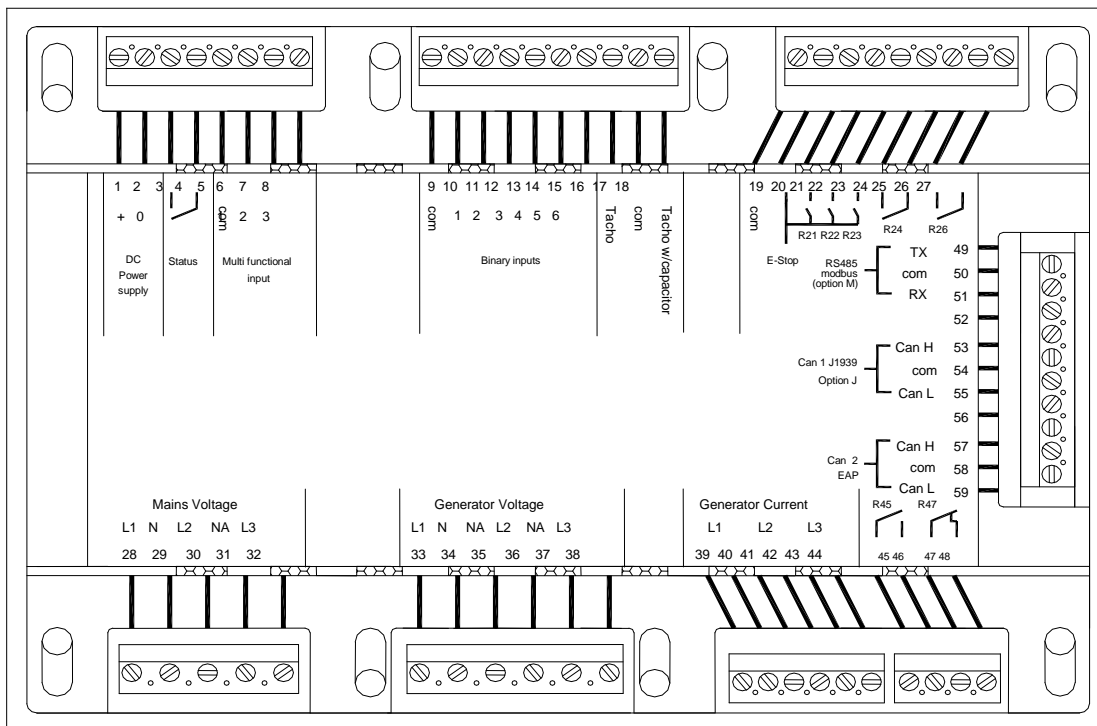 1 2 3 4 5 6 7 8
+ 0 com 1 2 3
DC
Power
supply
Status
Multi functional
input
9 10 11 12 13 14 15 16 17 18
com 1 2 3 4 5 6 Tacho com Tacho w/capacitor
Binary inputs
19 20 21 22 23 24 25 26 27
com
R21 R22 R23 R24 R26
E-Stop
RS485
modbus
(option M)
TX 49
com 50
RX 51
52
Can 1 J1939
Option J
Can H 53
com 54
Can L 55
56
Can 2
EAP
Can H 57
com 58
Can L 59
Mains Voltage
L1 N L2 NA L3
28 29 30 31 32
Generator Voltage
L1 N NA L2 NA L3
33 34 35 36 37 38
Generator Current
L1 L2 L3
39 40 41 42 43 44
R45 R47
45 46 47 48